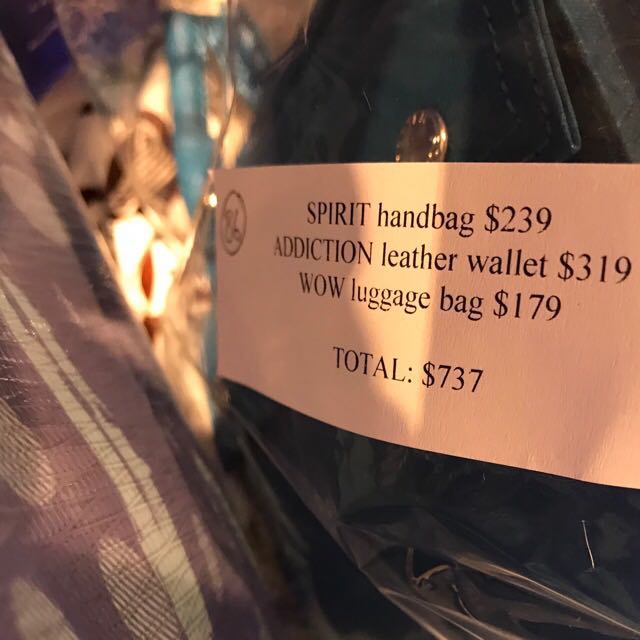 SPIRIT handbag $239
ADDICTION leather wallet $319
WOW luggage bag $179
TOTAL: $737